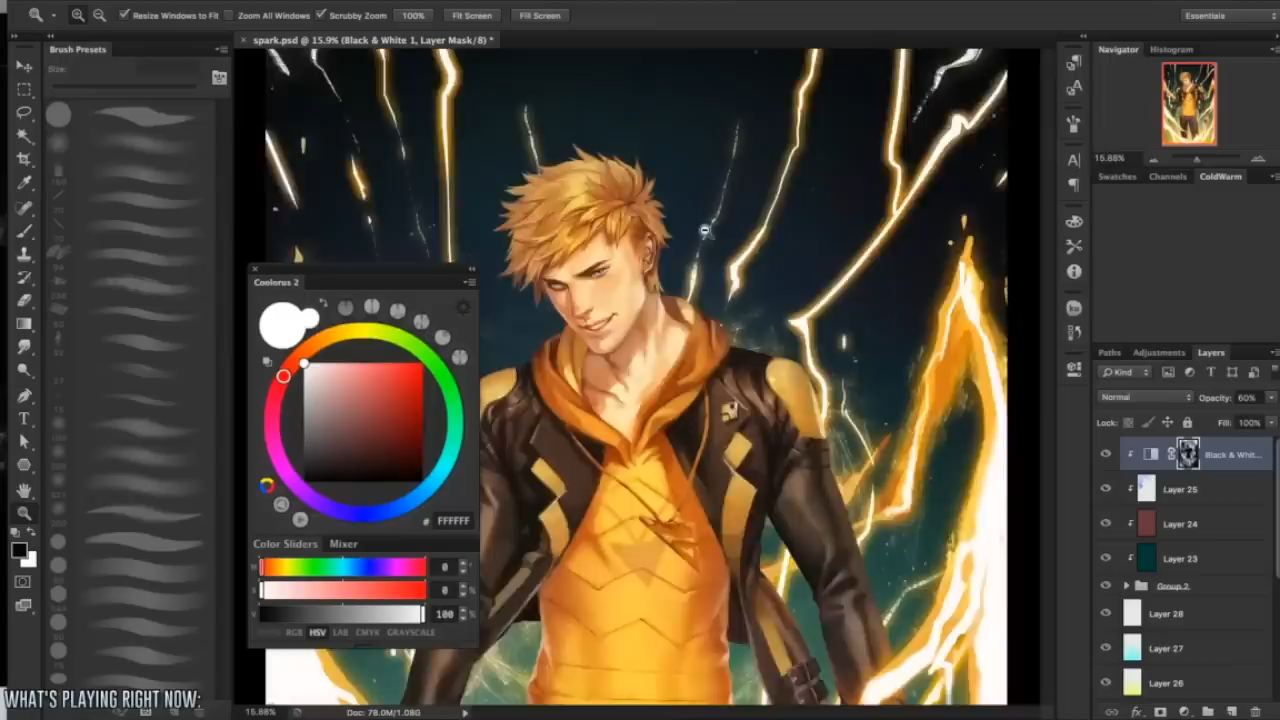 Resize Windows to Fit Zoom All Windows Scrubby Zoom 100% Fit Screen Fill Screen Essentials
spark.psd @ 15.9% (Black & White 1, Layer Mask/8) *
Brush Presets
Size:
Navigator Histogram
15.88%
Swatches Channels ColdWarm
Coolorus 2
# FFFFFF
Color Sliders Mixer
H 0 °
S 0 %
V 100 %
RGB HSV LAB CMYK GRAYSCALE
Paths Adjustments Layers
Kind
Normal Opacity: 60%
Lock: Fill: 100%
Black & Whit...
Layer 25
Layer 24
Layer 23
Group 2
Layer 28
Layer 27
Layer 26
WHAT'S PLAYING RIGHT NOW:
15.88% Doc: 78.0M/1.08G